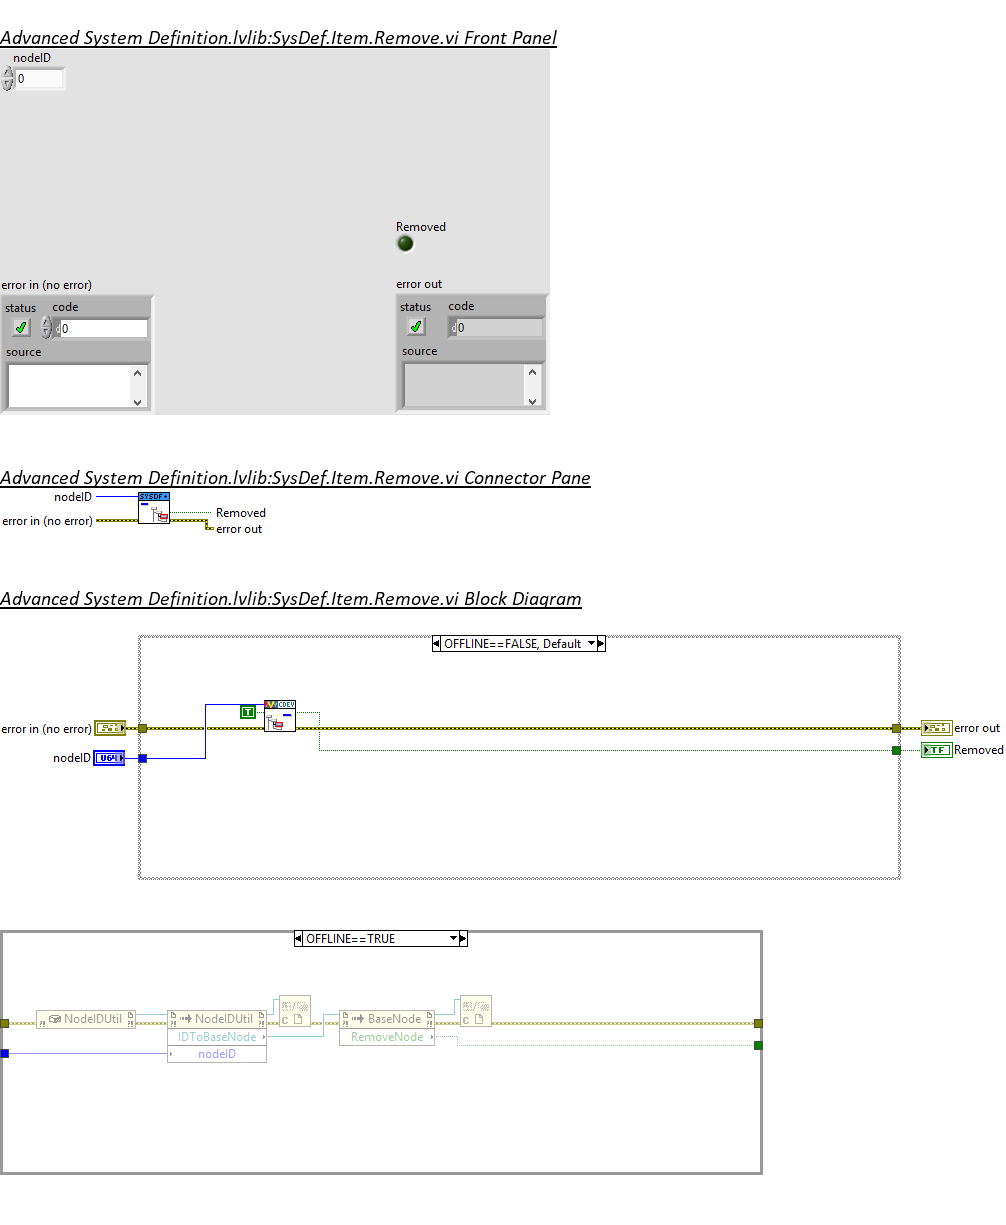 Advanced System Definition.lvlib:SysDef.Item.Remove.vi Front Panel
nodeID
0
Removed
error in (no error)
status code
d0
source
error out
status code
d0
source
Advanced System Definition.lvlib:SysDef.Item.Remove.vi Connector Pane
nodeID
SYSDF+
error in (no error)
Removed
error out
Advanced System Definition.lvlib:SysDef.Item.Remove.vi Block Diagram
OFFLINE==FALSE, Default
CDEV
T
error in (no error)
error out
nodeID
U64
TF
Removed
OFFLINE==TRUE
NodeIDUtil
NodeIDUtil
IDToBaseNode
nodeID
C
BaseNode
RemoveNode
C